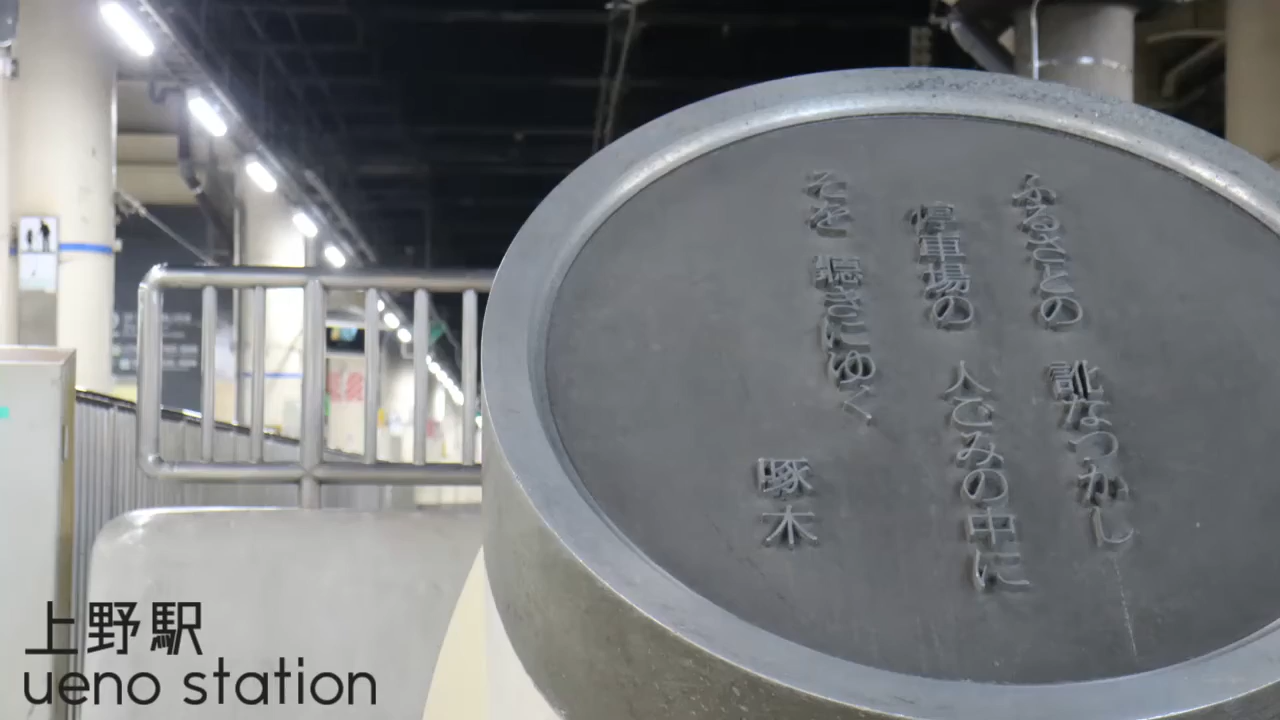 ふるさとの 訛なつかし
停車場の 人ごみの中に
そを 聴きにゆく
啄木
上野駅
ueno station